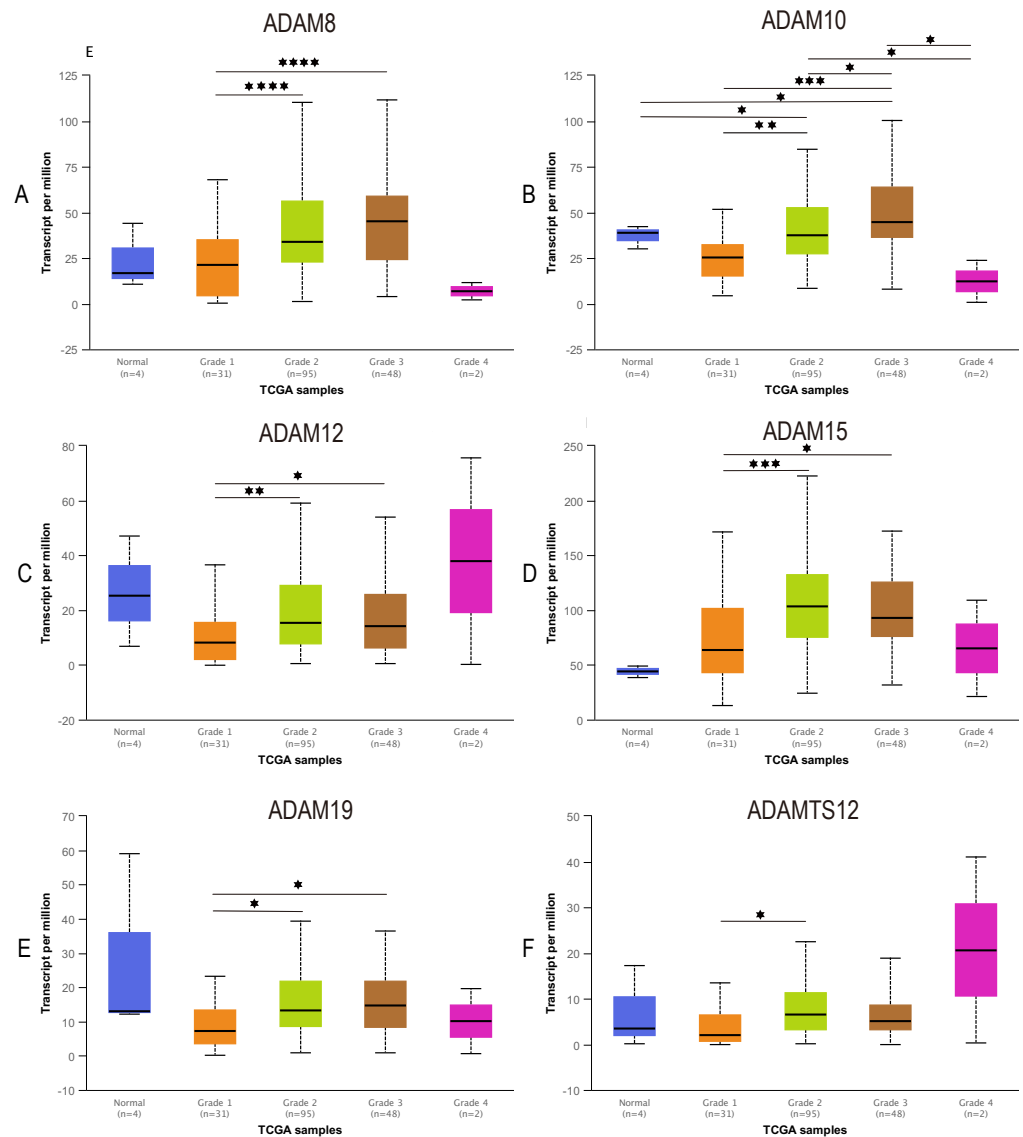 ADAM8
E
A
Transcript per million
125
100
75
50
25
0
-25
★★★★
★★★★
Normal
(n=4)
Grade 1
(n=31)
Grade 2
(n=95)
Grade 3
(n=48)
Grade 4
(n=2)
TCGA samples
ADAM10
B
Transcript per million
125
100
75
50
25
0
-25
★
★
★
★★★
★
★
★★
Normal
(n=4)
Grade 1
(n=31)
Grade 2
(n=95)
Grade 3
(n=48)
Grade 4
(n=2)
TCGA samples
ADAM12
C
Transcript per million
80
60
40
20
0
-20
★
★★
Normal
(n=4)
Grade 1
(n=31)
Grade 2
(n=95)
Grade 3
(n=48)
Grade 4
(n=2)
TCGA samples
ADAM15
D
Transcript per million
250
200
150
100
50
0
★
★★★
Normal
(n=4)
Grade 1
(n=31)
Grade 2
(n=95)
Grade 3
(n=48)
Grade 4
(n=2)
TCGA samples
ADAM19
E
Transcript per million
70
60
50
40
30
20
10
0
-10
★
★
Normal
(n=4)
Grade 1
(n=31)
Grade 2
(n=95)
Grade 3
(n=48)
Grade 4
(n=2)
TCGA samples
ADAMTS12
F
Transcript per million
50
40
30
20
10
0
-10
★
Normal
(n=4)
Grade 1
(n=31)
Grade 2
(n=95)
Grade 3
(n=48)
Grade 4
(n=2)
TCGA samples